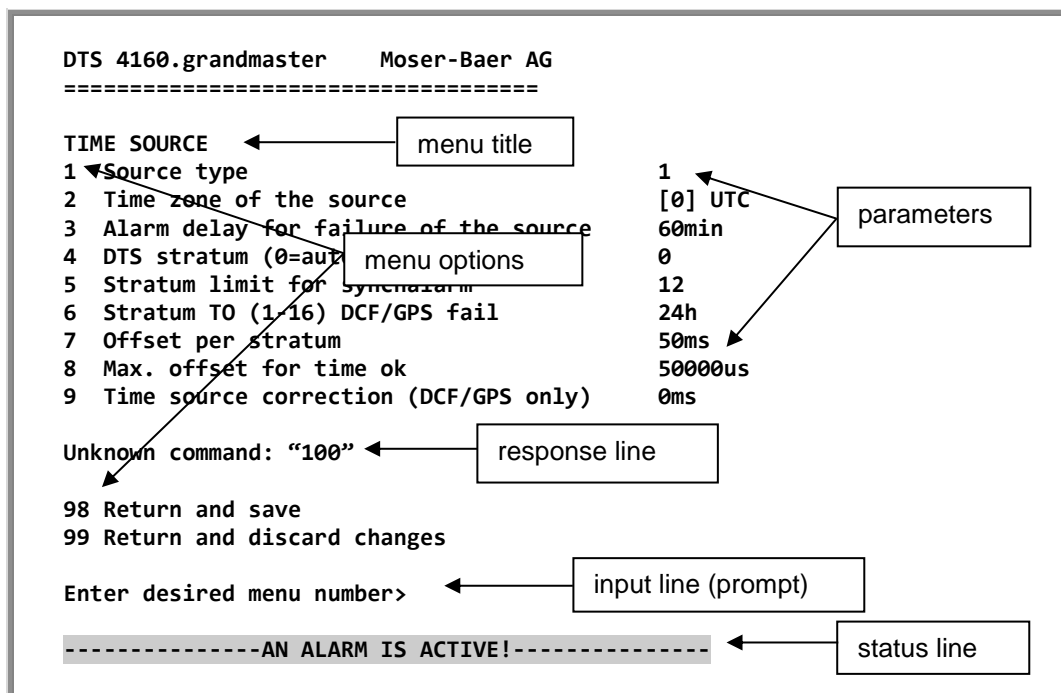 DTS 4160.grandmaster Moser-Baer AG
====================================
TIME SOURCE
menu title
1 Source type 1
2 Time zone of the source [0] UTC
parameters
3 Alarm delay for failure of the source 60min
4 DTS stratum (0=aut 0
menu options
5 Stratum limit for synchalarm 12
6 Stratum TO (1-16) DCF/GPS fail 24h
7 Offset per stratum 50ms
8 Max. offset for time ok 50000us
9 Time source correction (DCF/GPS only) 0ms
Unknown command: “100”
response line
98 Return and save
99 Return and discard changes
Enter desired menu number>
input line (prompt)
---------------AN ALARM IS ACTIVE!---------------
status line